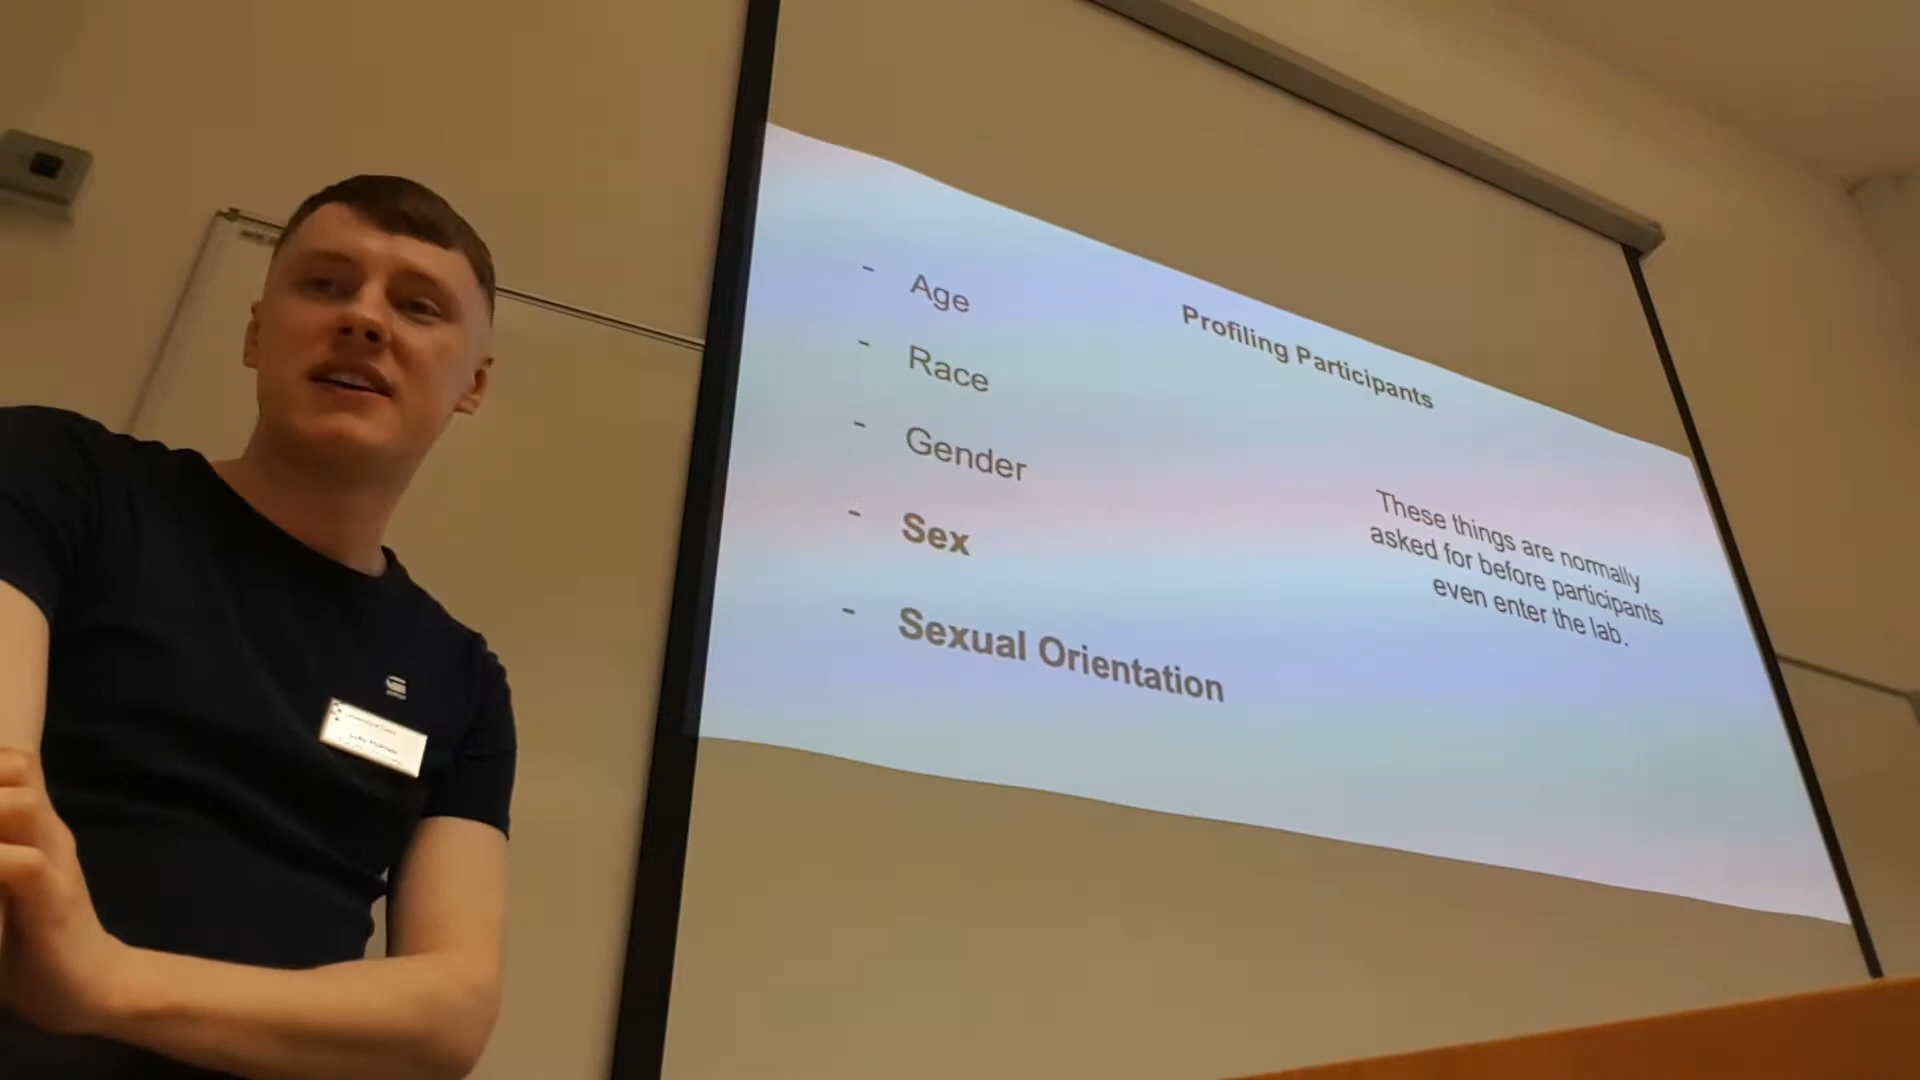 Profiling Participants
- Age
- Race
- Gender
- Sex
- Sexual Orientation
These things are normally
asked for before participants
even enter the lab.